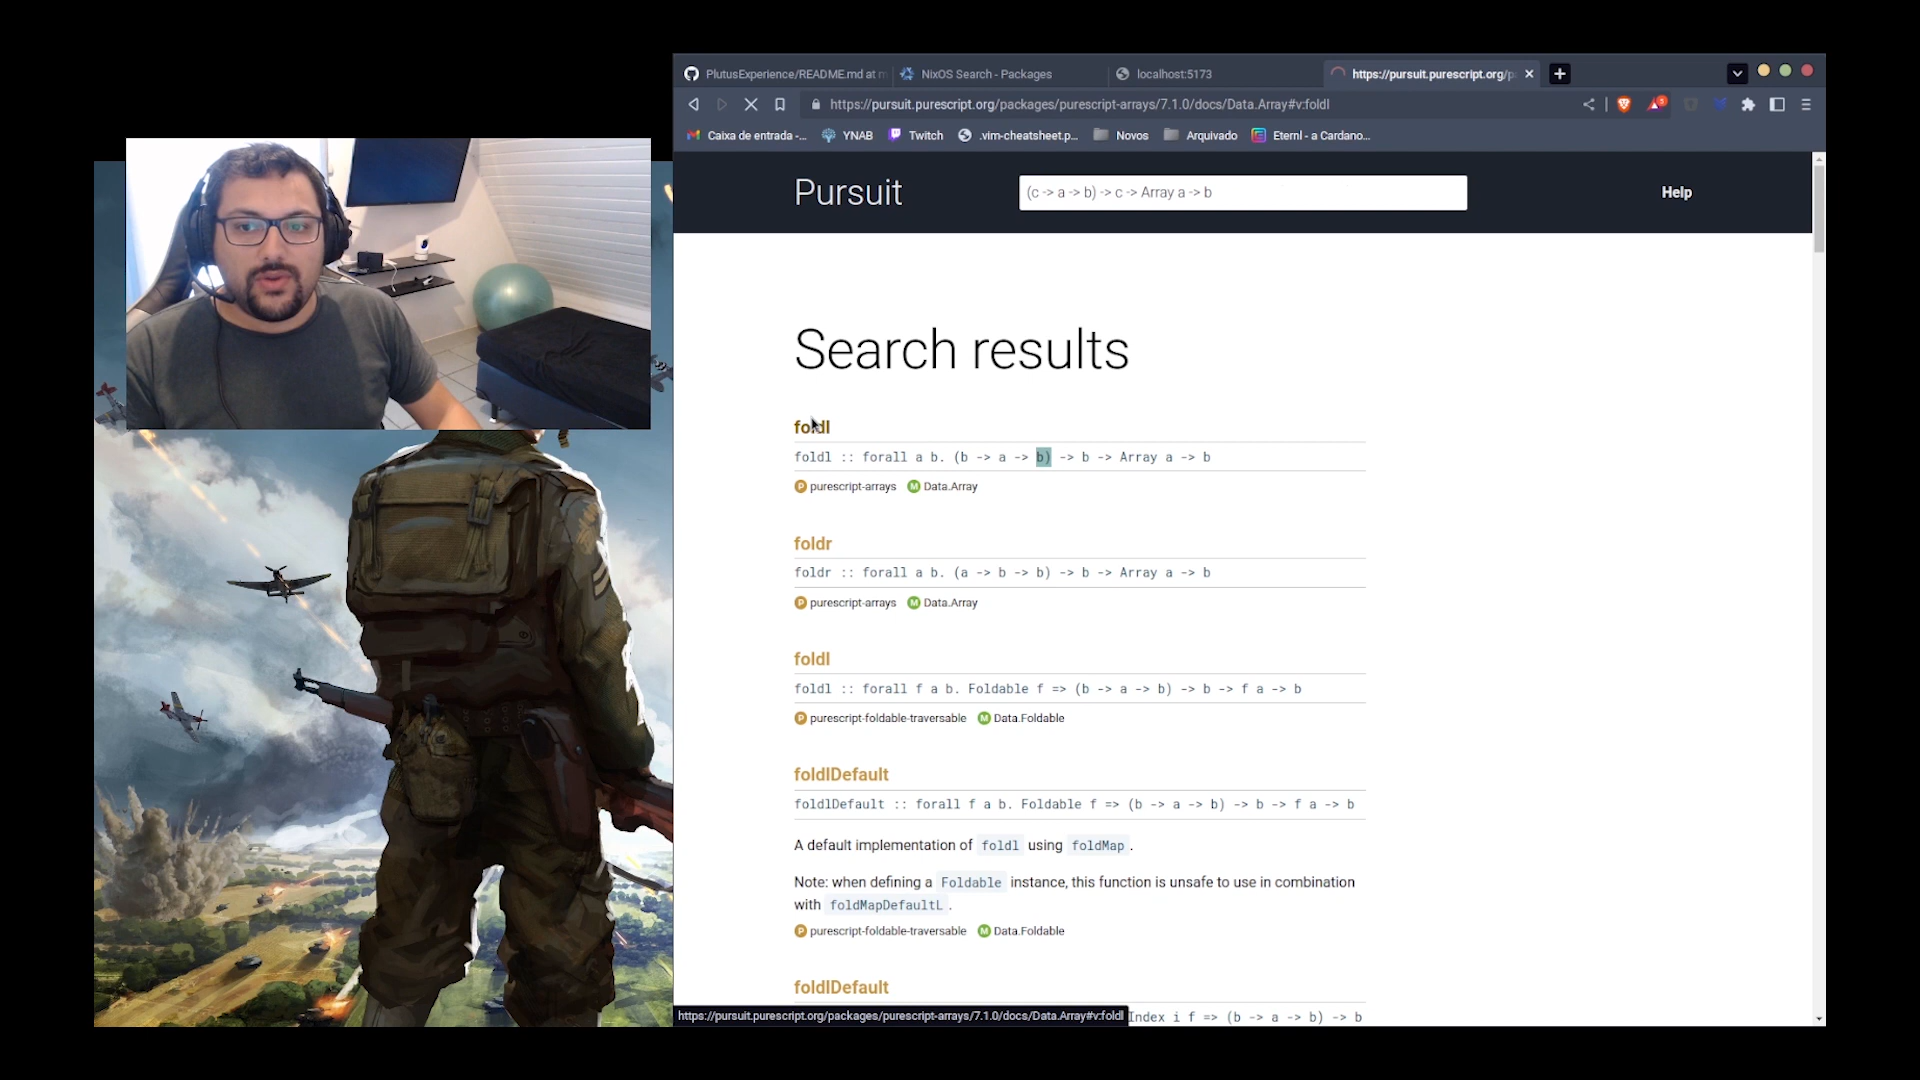 PlutusExperience/README.md at m
NixOS Search - Packages
localhost:5173
https://pursuit.purescript.org/p
https://pursuit.purescript.org/packages/purescript-arrays/7.1.0/docs/Data.Array#v:foldl
Caixa de entrada -...
YNAB
Twitch
.vim-cheatsheet.p...
Novos
Arquivado
Eternl - a Cardano...
Pursuit
(c -> a -> b) -> c -> Array a -> b
Help
Search results
foldl
foldl :: forall a b. (b -> a -> b) -> b -> Array a -> b
P purescript-arrays M Data.Array
foldr
foldr :: forall a b. (a -> b -> b) -> b -> Array a -> b
P purescript-arrays M Data.Array
foldl
foldl :: forall f a b. Foldable f => (b -> a -> b) -> b -> f a -> b
P purescript-foldable-traversable M Data.Foldable
foldlDefault
foldlDefault :: forall f a b. Foldable f => (b -> a -> b) -> b -> f a -> b
A default implementation of foldl using foldMap .
Note: when defining a Foldable instance, this function is unsafe to use in combination
with foldMapDefaultL .
P purescript-foldable-traversable M Data.Foldable
foldlDefault
https://pursuit.purescript.org/packages/purescript-arrays/7.1.0/docs/Data.Array#v:foldl
Index i f => (b -> a -> b) -> b